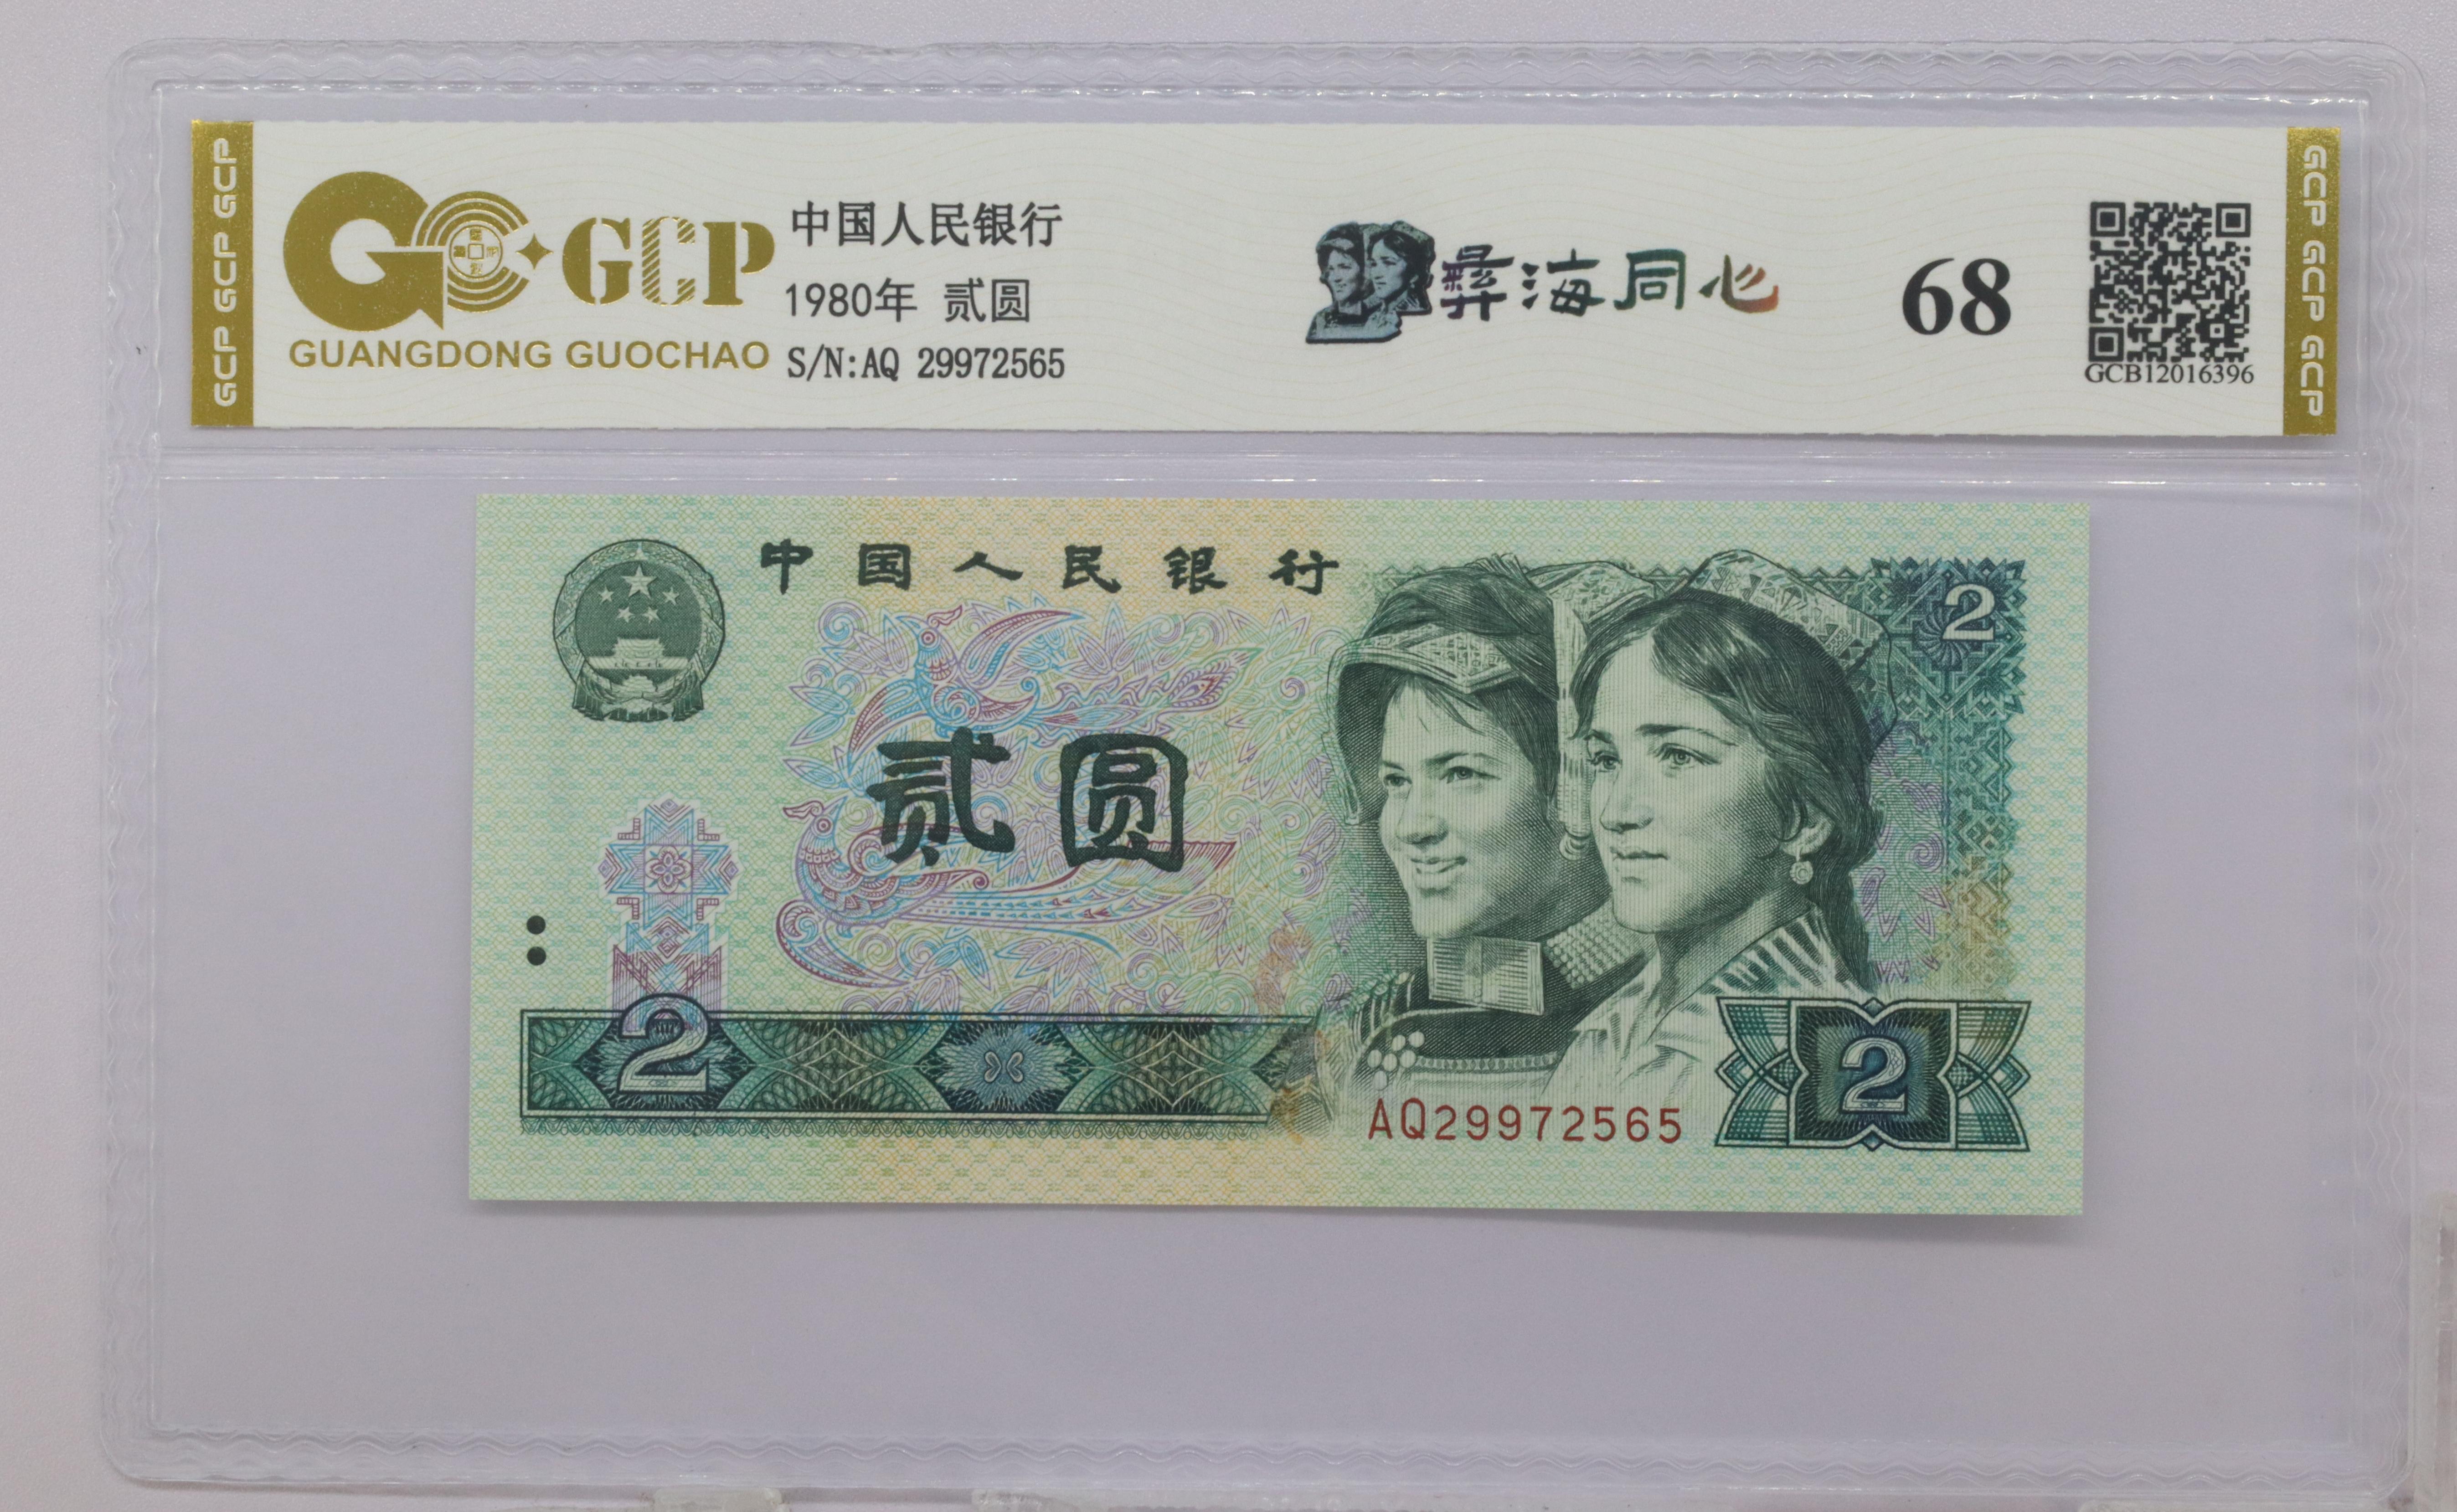 GCP GCP GCP
GCP
GUANGDONG GUOCHAO
中国人民银行
1980年 贰圆
S/N:AQ 29972565
彝海同心
68
GCB12016396
GCP GCP GCP
中国人民银行
2
贰圆
2
AQ29972565
2